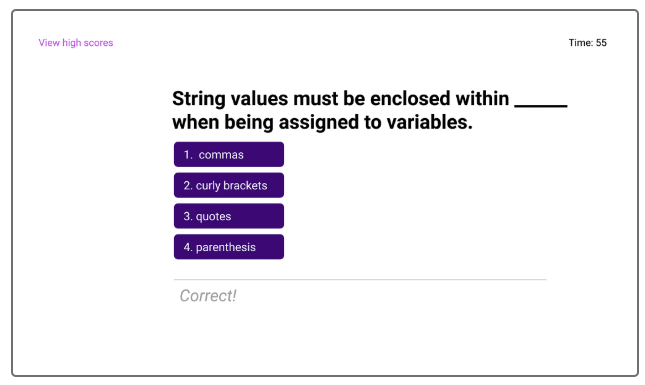 View high scores
Time: 55
String values must be enclosed within _____
when being assigned to variables.
1. commas
2. curly brackets
3. quotes
4. parenthesis
Correct!